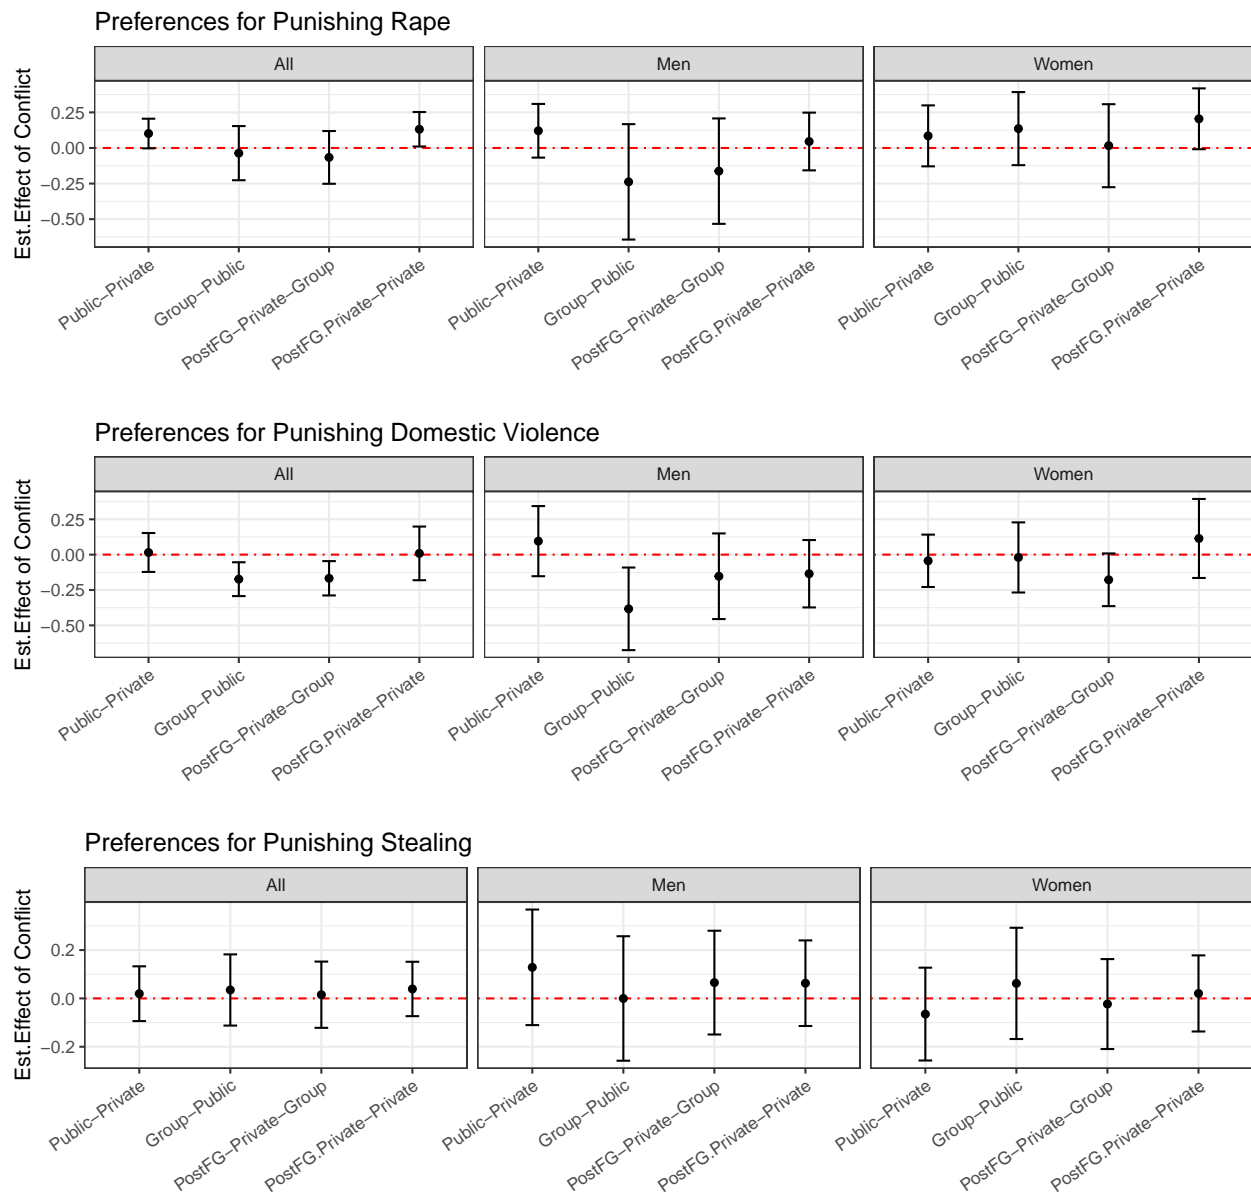 Preferences for Punishing Rape
All
Men
Women
Est.Effect of Conflict
0.25
0.00
−0.25
−0.50
Public−Private
Group−Public
PostFG−Private−Group
PostFG.Private−Private
Public−Private
Group−Public
PostFG−Private−Group
PostFG.Private−Private
Public−Private
Group−Public
PostFG−Private−Group
PostFG.Private−Private
Preferences for Punishing Domestic Violence
All
Men
Women
Est.Effect of Conflict
0.25
0.00
−0.25
−0.50
Public−Private
Group−Public
PostFG−Private−Group
PostFG.Private−Private
Public−Private
Group−Public
PostFG−Private−Group
PostFG.Private−Private
Public−Private
Group−Public
PostFG−Private−Group
PostFG.Private−Private
Preferences for Punishing Stealing
All
Men
Women
Est.Effect of Conflict
0.2
0.0
−0.2
Public−Private
Group−Public
PostFG−Private−Group
PostFG.Private−Private
Public−Private
Group−Public
PostFG−Private−Group
PostFG.Private−Private
Public−Private
Group−Public
PostFG−Private−Group
PostFG.Private−Private